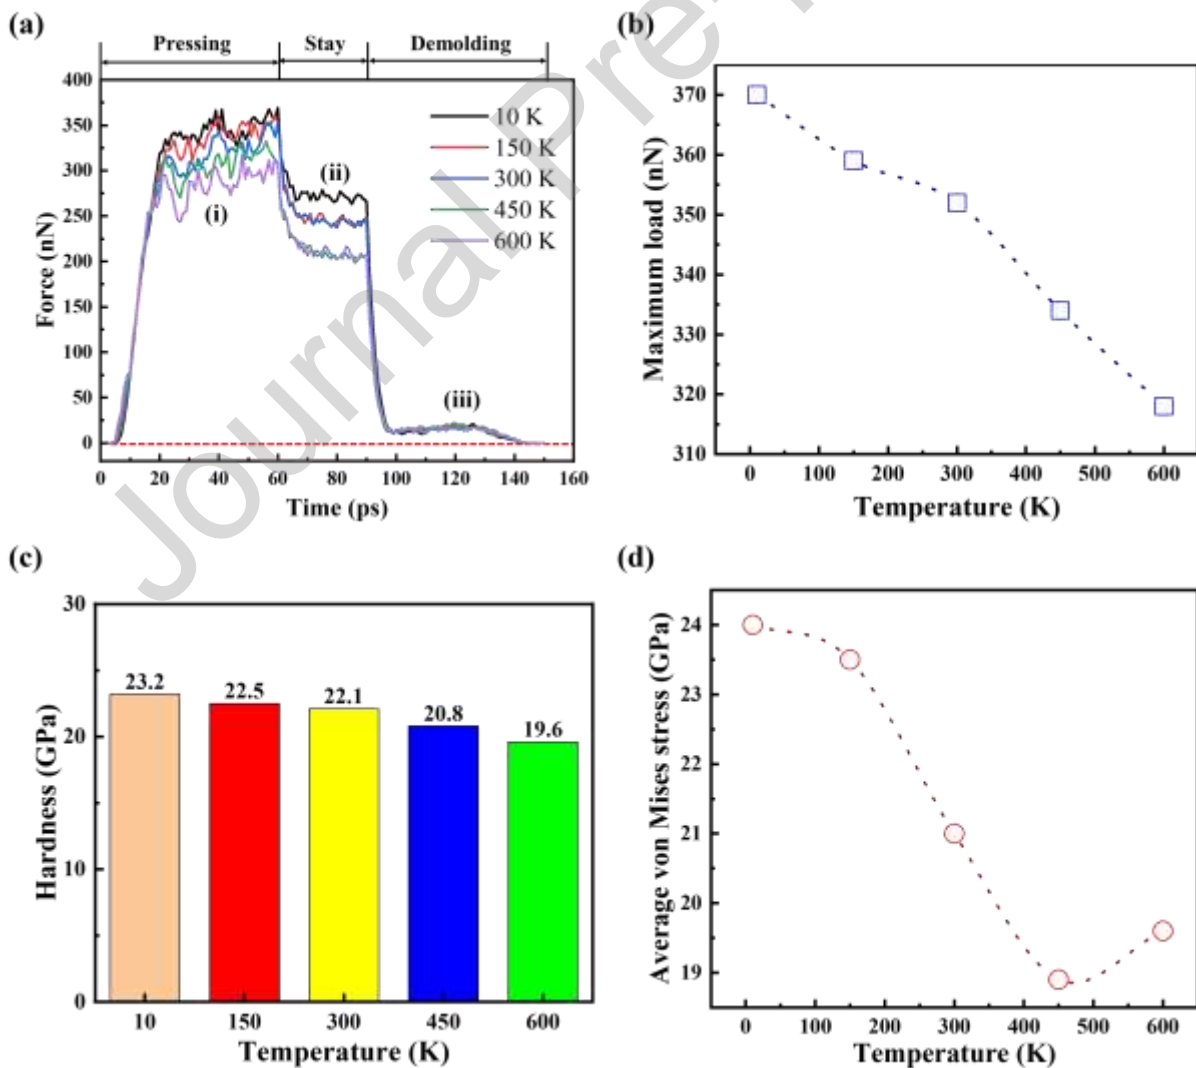 (a)
Pressing Stay Demolding
400
350
300
250
200
150
100
50
0
Force (nN)
10 K
150 K
300 K
450 K
600 K
(i)
(ii)
(iii)
0 20 40 60 80 100 120 140 160
Time (ps)
(b)
370
360
350
340
330
320
310
Maximum load (nN)
0 100 200 300 400 500 600
Temperature (K)
(c)
30
20
10
0
Hardness (GPa)
23.2 22.5 22.1 20.8 19.6
10 150 300 450 600
Temperature (K)
(d)
24
23
22
21
20
19
Average von Mises stress (GPa)
0 100 200 300 400 500 600
Temperature (K)
Journal Pre-